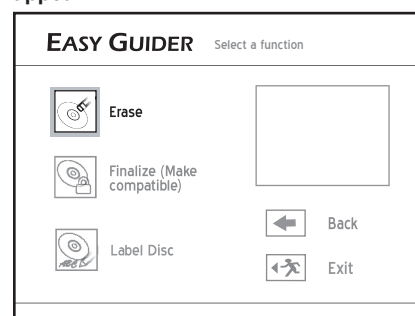 EASY GUIDER Select a function
Erase
Finalize (Make
compatible)
Back
Label Disc
Exit